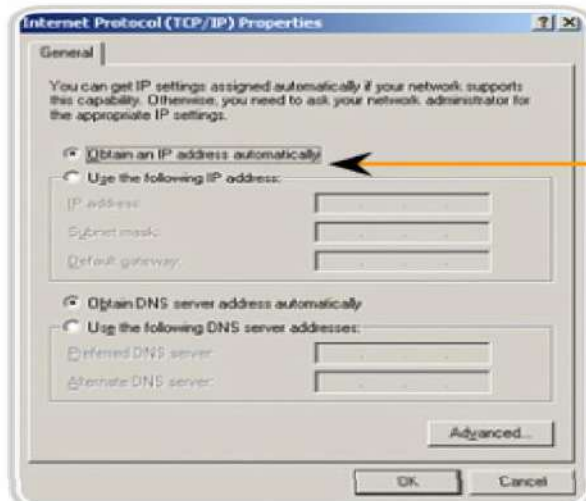 Internet Protocol (TCP/IP) Properties
General
You can get IP settings assigned automatically if your network supports
this capability. Otherwise, you need to ask your network administrator for
the appropriate IP settings.
Obtain an IP address automatically
Use the following IP address:
IP address:
Subnet mask:
Default gateway:
Obtain DNS server address automatically
Use the following DNS server addresses:
Preferred DNS server:
Alternate DNS server:
Advanced...
OK
Cancel